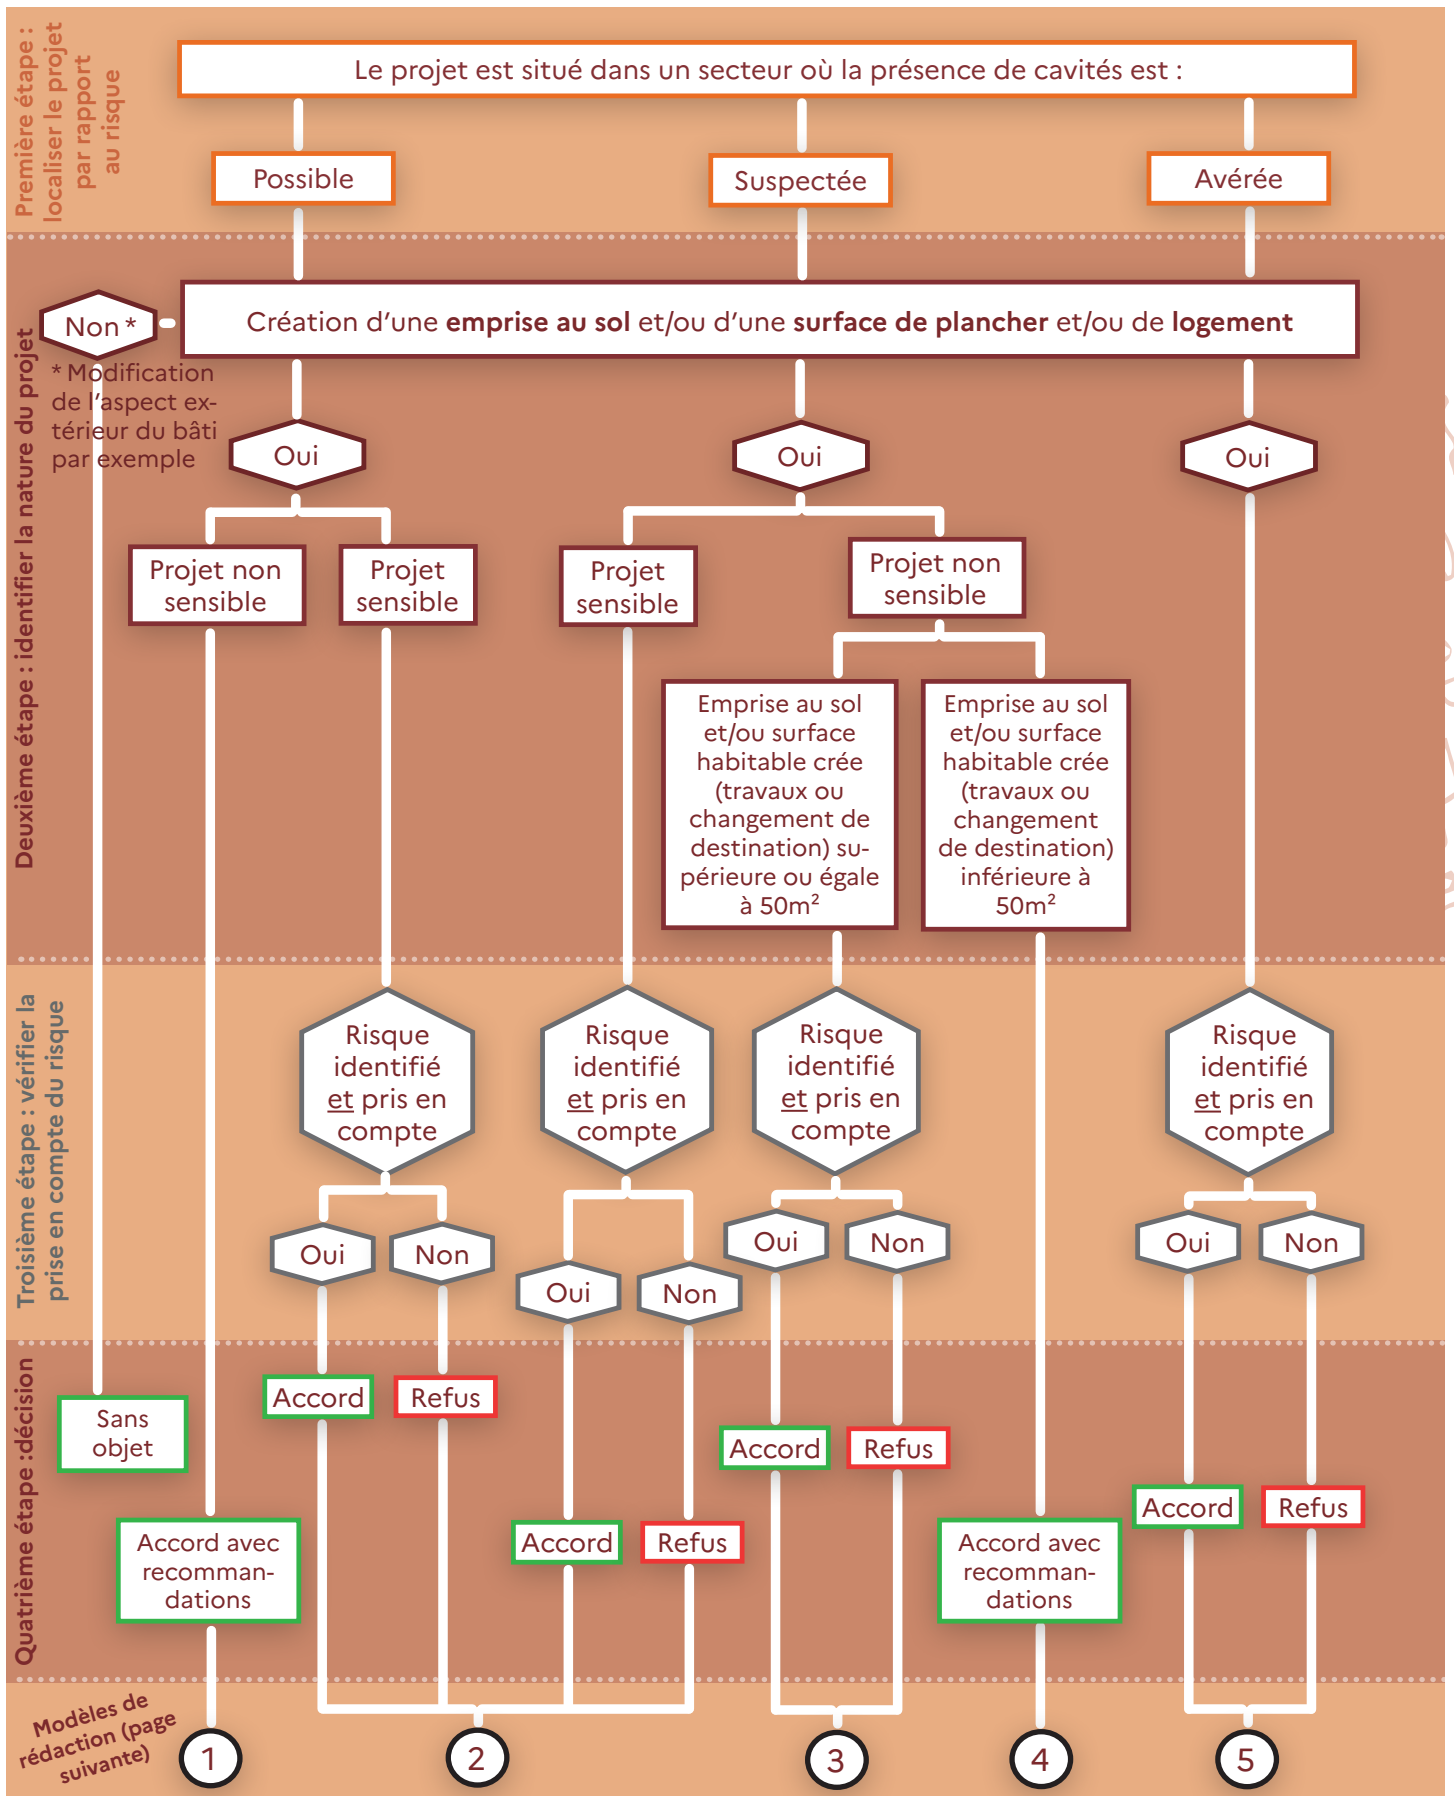 Première étape :
localiser le projet
par rapport
au risque
Le projet est situé dans un secteur où la présence de cavités est :
Possible
Suspectée
Avérée
Deuxième étape : identifier la nature du projet
Non *
Création d'une emprise au sol et/ou d'une surface de plancher et/ou de logement
* Modification
de l'aspect ex-
térieur du bâti
par exemple
Oui
Oui
Oui
Projet non
sensible
Projet
sensible
Projet
sensible
Projet non
sensible
Emprise au sol
et/ou surface
habitable crée
(travaux ou
changement de
destination) su-
périeure ou égale
à 50m²
Emprise au sol
et/ou surface
habitable crée
(travaux ou
changement
de destination)
inférieure à
50m²
Troisième étape : vérifier la
prise en compte du risque
Risque
identifié
et pris en
compte
Risque
identifié
et pris en
compte
Risque
identifié
et pris en
compte
Risque
identifié
et pris en
compte
Oui
Non
Oui
Non
Oui
Non
Oui
Non
Quatrième étape :décision
Sans
objet
Accord
Refus
Accord
Refus
Accord
Refus
Accord
Refus
Accord avec
recomman-
dations
Accord avec
recomman-
dations
Modèles de
rédaction (page
suivante)
1
2
3
4
5